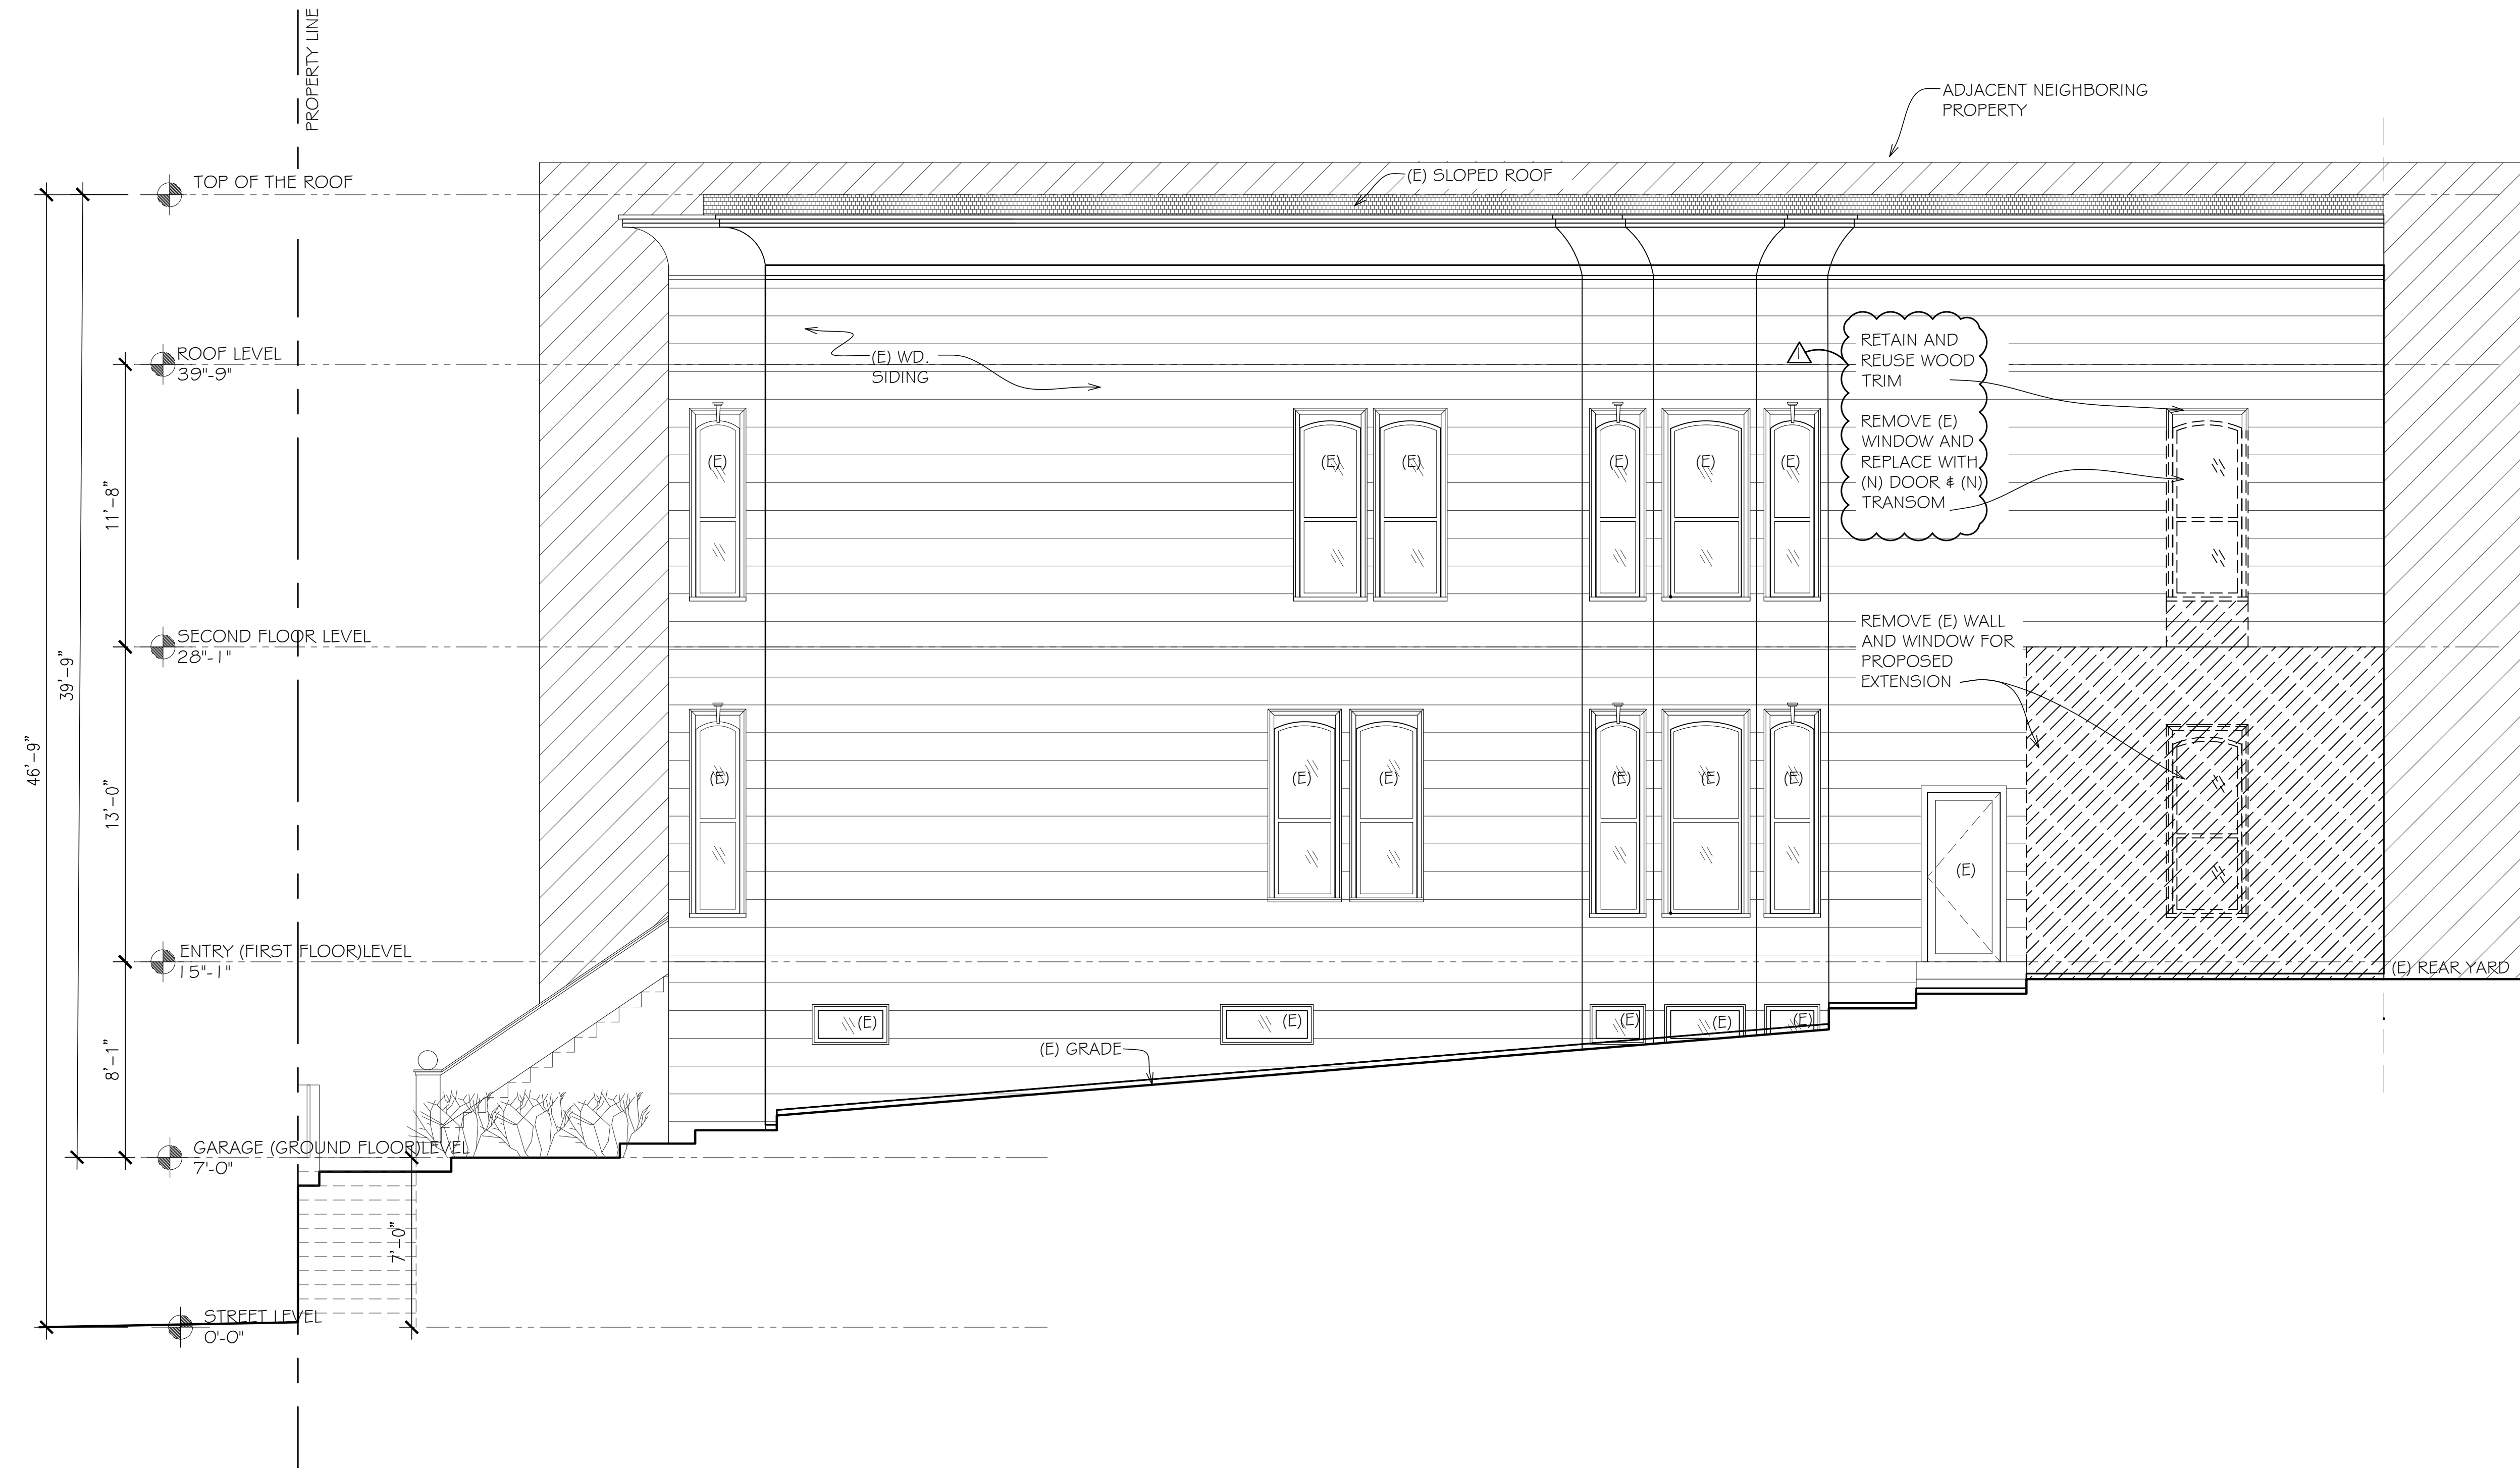 PROPERTY LINE
ADJACENT NEIGHBORING
PROPERTY
TOP OF THE ROOF
(E) SLOPED ROOF
ROOF LEVEL
39"-9"
(E) WD.
SIDING
RETAIN AND
REUSE WOOD
TRIM
REMOVE (E)
WINDOW AND
REPLACE WITH
(N) DOOR & (N)
TRANSOM
1
(E)
(E)
(E)
(E)
(E)
(E)
11'-8"
SECOND FLOOR LEVEL
28"-1"
REMOVE (E) WALL
AND WINDOW FOR
PROPOSED
EXTENSION
39'-9"
46'-9"
13'-0"
(E)
(E)
(E)
(E)
(E)
(E)
(E)
ENTRY (FIRST FLOOR)LEVEL
15"-1"
(E) REAR YARD
(E)
(E)
(E)
(E)
(E)
(E) GRADE
8'-1"
GARAGE (GROUND FLOOR)LEVEL
7'-0"
7'-0"
STREET LEVEL
0'-0"